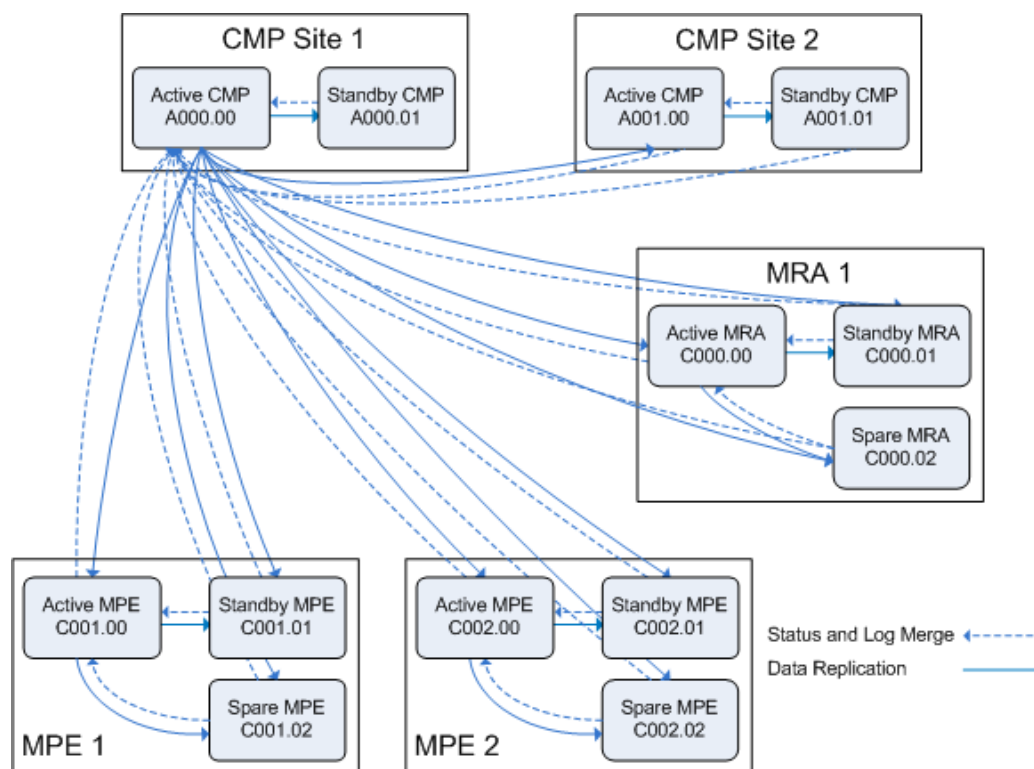 CMP Site 1
Active CMP
A000.00
Standby CMP
A000.01
CMP Site 2
Active CMP
A001.00
Standby CMP
A001.01
MRA 1
Active MRA
C000.00
Standby MRA
C000.01
Spare MRA
C000.02
Active MPE
C001.00
Standby MPE
C001.01
Spare MPE
C001.02
MPE 1
Active MPE
C002.00
Standby MPE
C002.01
Spare MPE
C002.02
MPE 2
Status and Log Merge
Data Replication